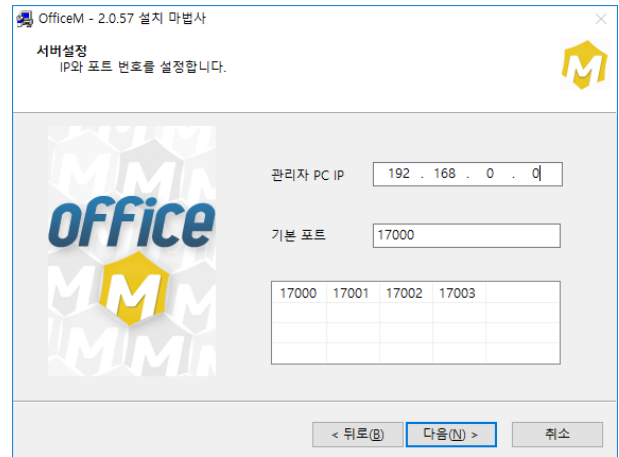 OfficeM - 2.0.57 설치 마법사
서버설정
IP와 포트 번호를 설정합니다.
M
office
M
관리자 PC IP 192 . 168 . 0 . 0
기본 포트 17000
17000 17001 17002 17003
< 뒤로(B) 다음(N) > 취소